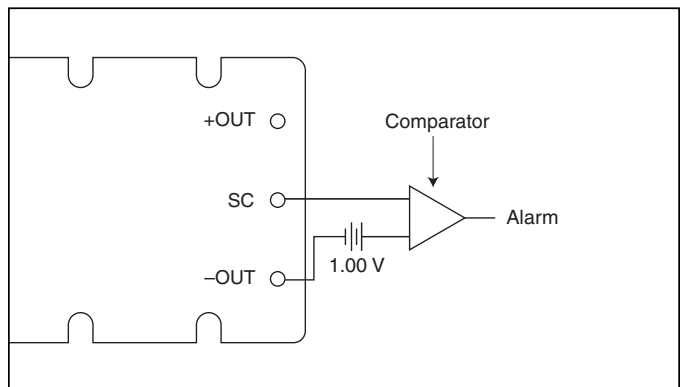 +OUT
Comparator
SC
Alarm
1.00 V
–OUT